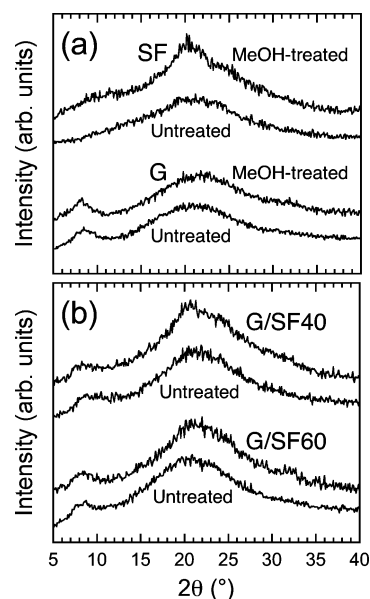 (a)
SF
MeOH-treated
Untreated
G
MeOH-treated
Untreated
Intensity (arb. units)
(b)
G/SF40
Untreated
G/SF60
Untreated
Intensity (arb. units)
5 10 15 20 25 30 35 40
2θ (°)